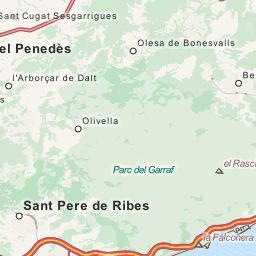 Sant Cugat Sesgarrigues
el Penedès
Olesa de Bonesvalls
l'Arborçar de Dalt
Be
Olivella
Parc del Garraf
el Rasc
Sant Pere de Ribes
la Falconera